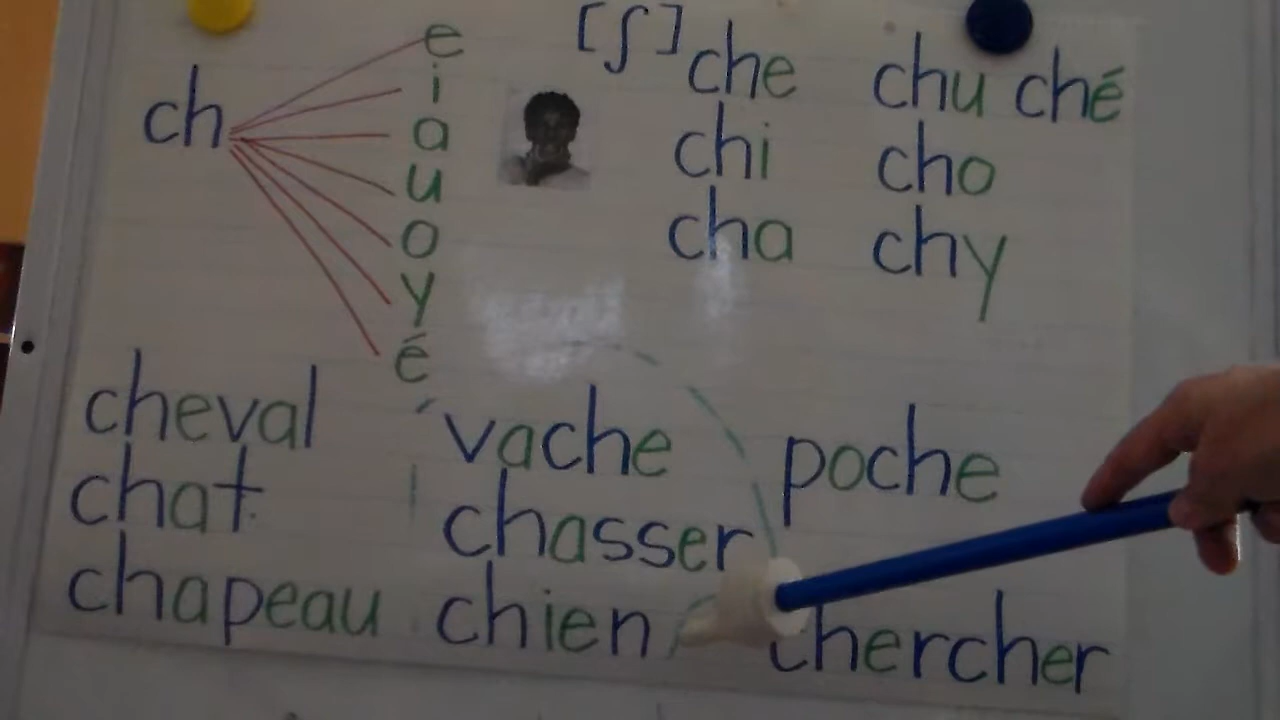 ch
e
i
a
u
o
y
é
[ʃ]
che chu ché
chi cho
cha chy
cheval vache poche
chat chasser
chapeau chien chercher